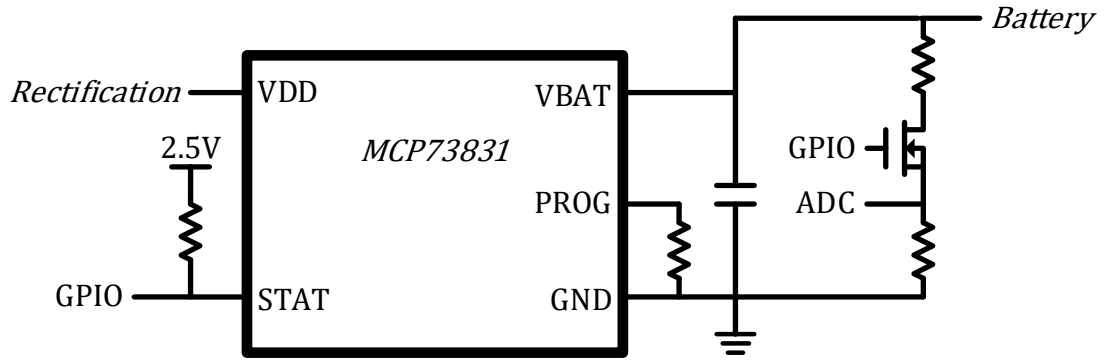 Battery
Rectification
VDD
VBAT
2.5V
MCP73831
GPIO
PROG
ADC
GPIO
STAT
GND